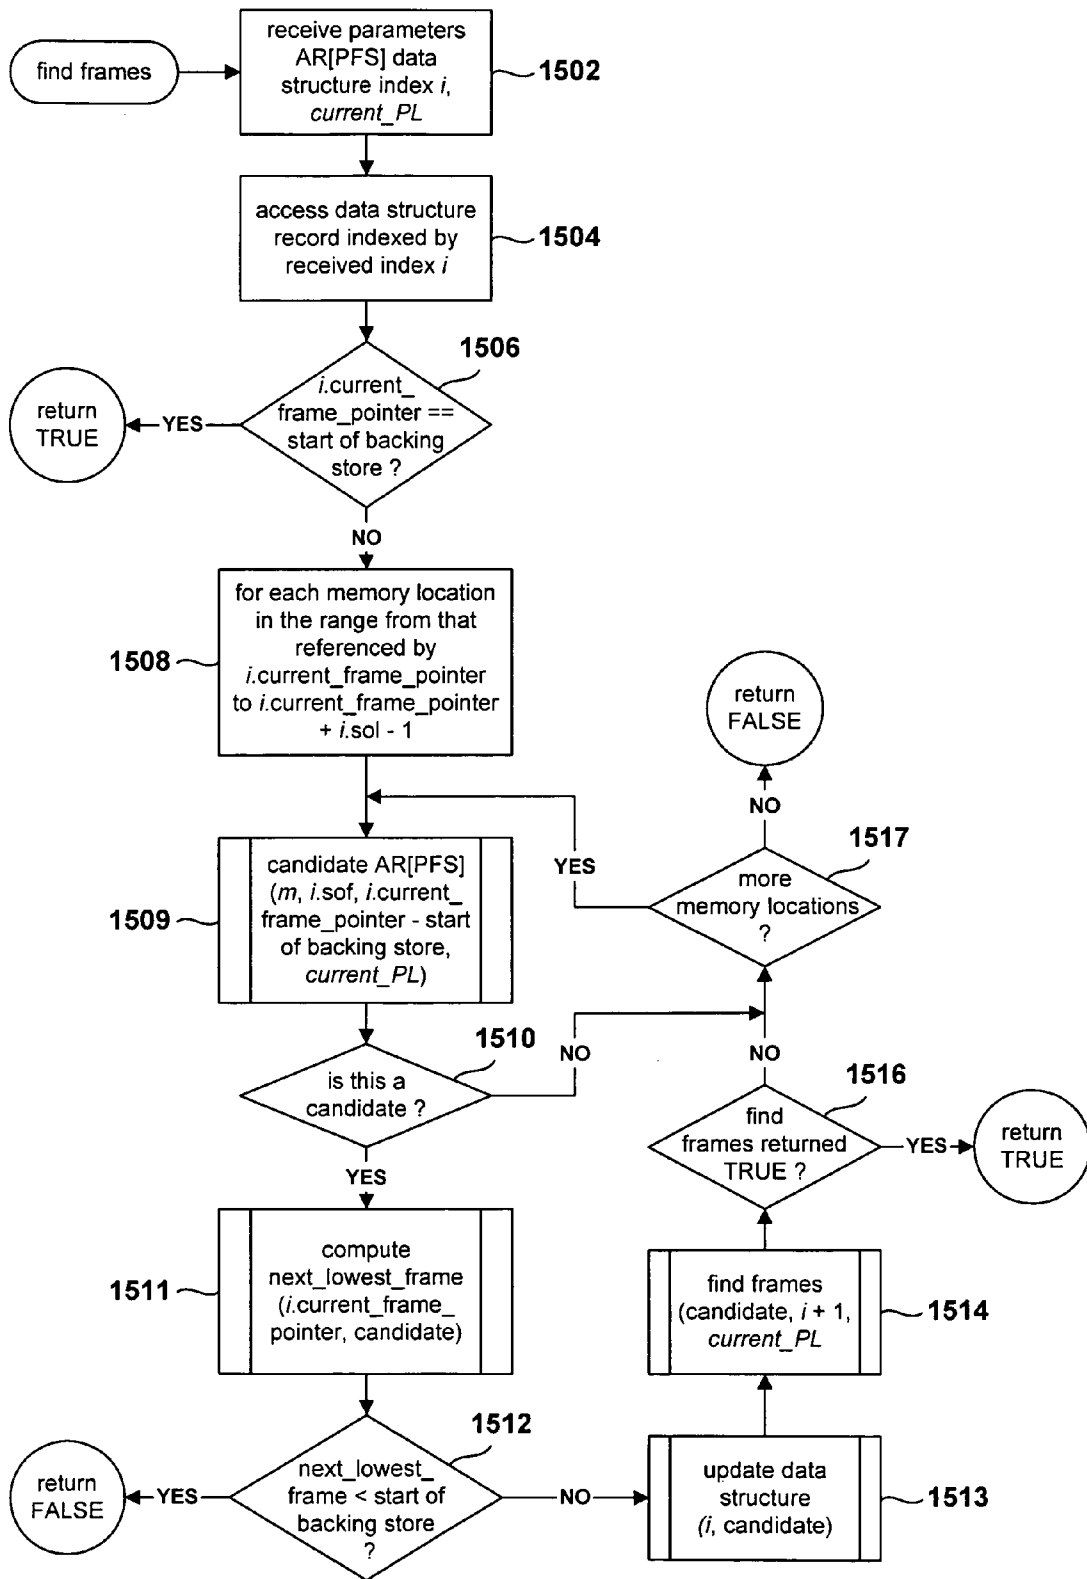 find frames
receive parameters
AR[PFS] data
structure index i,
current_PL
1502
access data structure
record indexed by
received index i
1504
1506
i.current_
frame_pointer ==
start of backing
store ?
YES
return
TRUE
NO
for each memory location
in the range from that
referenced by
i.current_frame_pointer
to i.current_frame_pointer
+ i.sol - 1
1508
candidate AR[PFS]
(m, i.sof, i.current_
frame_pointer - start
of backing store,
current_PL)
1509
1510
is this a
candidate ?
NO
YES
compute
next_lowest_frame
(i.current_frame_
pointer, candidate)
1511
1512
next_lowest_
frame < start of
backing store
?
YES
return
FALSE
NO
update data
structure
(i, candidate)
1513
find frames
(candidate, i + 1,
current_PL
1514
1516
find
frames returned
TRUE ?
YES
return
TRUE
NO
1517
more
memory locations
?
YES
NO
return
FALSE